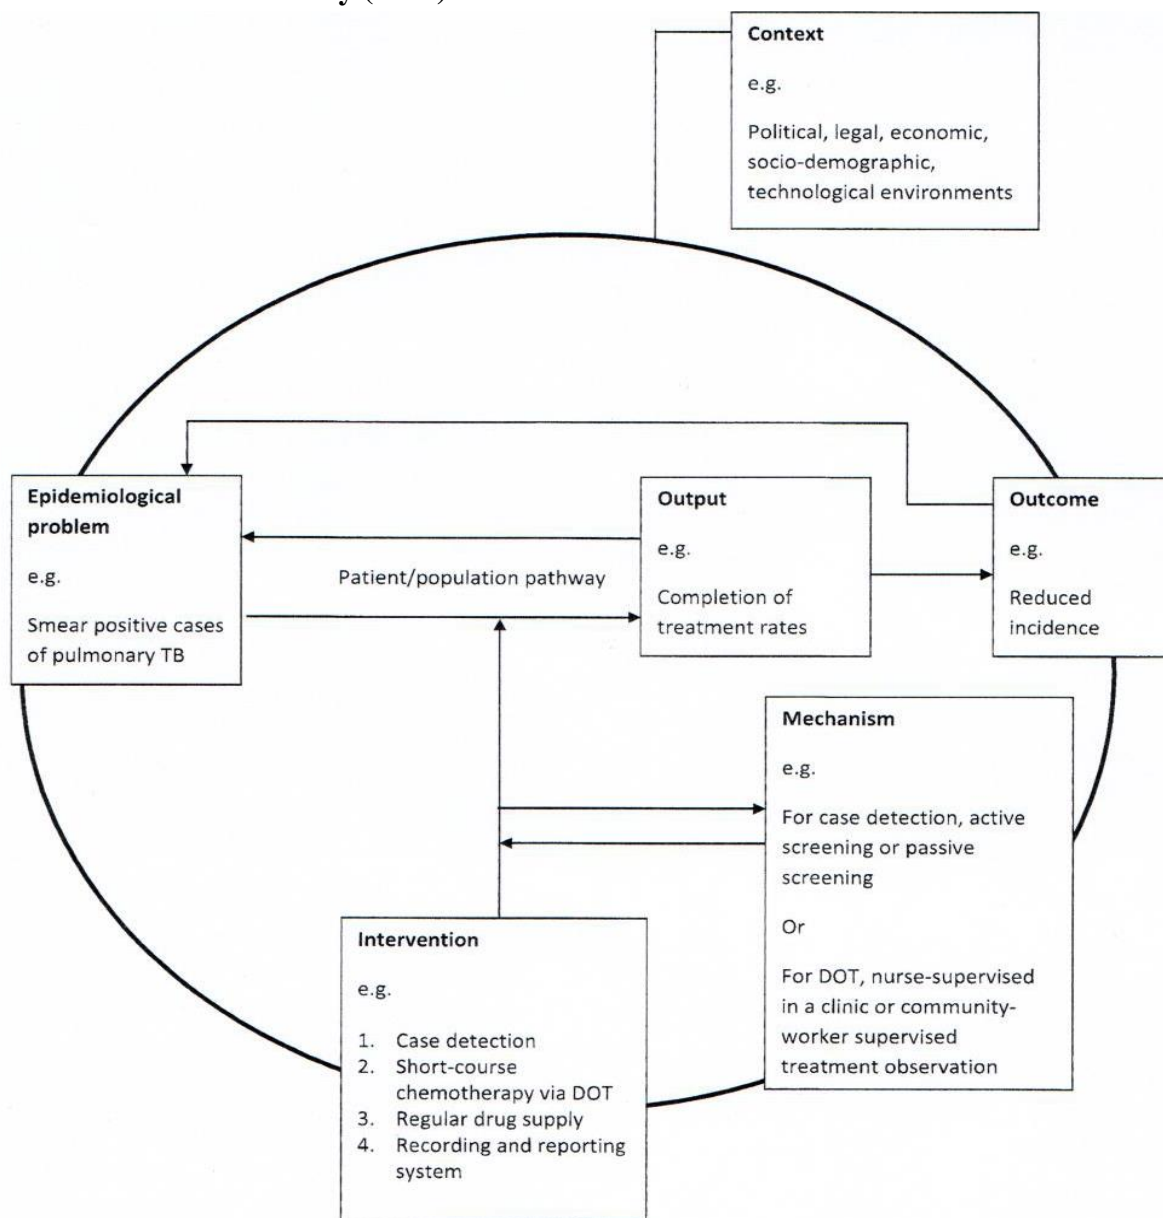 Context
e.g.
Political, legal, economic,
socio-demographic,
technological environments
Epidemiological
problem
e.g.
Smear positive cases
of pulmonary TB
Patient/population pathway
Output
e.g.
Completion of
treatment rates
Outcome
e.g.
Reduced
incidence
Mechanism
e.g.
For case detection, active
screening or passive
screening
Or
For DOT, nurse-supervised
in a clinic or community-
worker supervised
treatment observation
Intervention
e.g.
1. Case detection
2. Short-course
chemotherapy via DOT
3. Regular drug supply
4. Recording and reporting
system